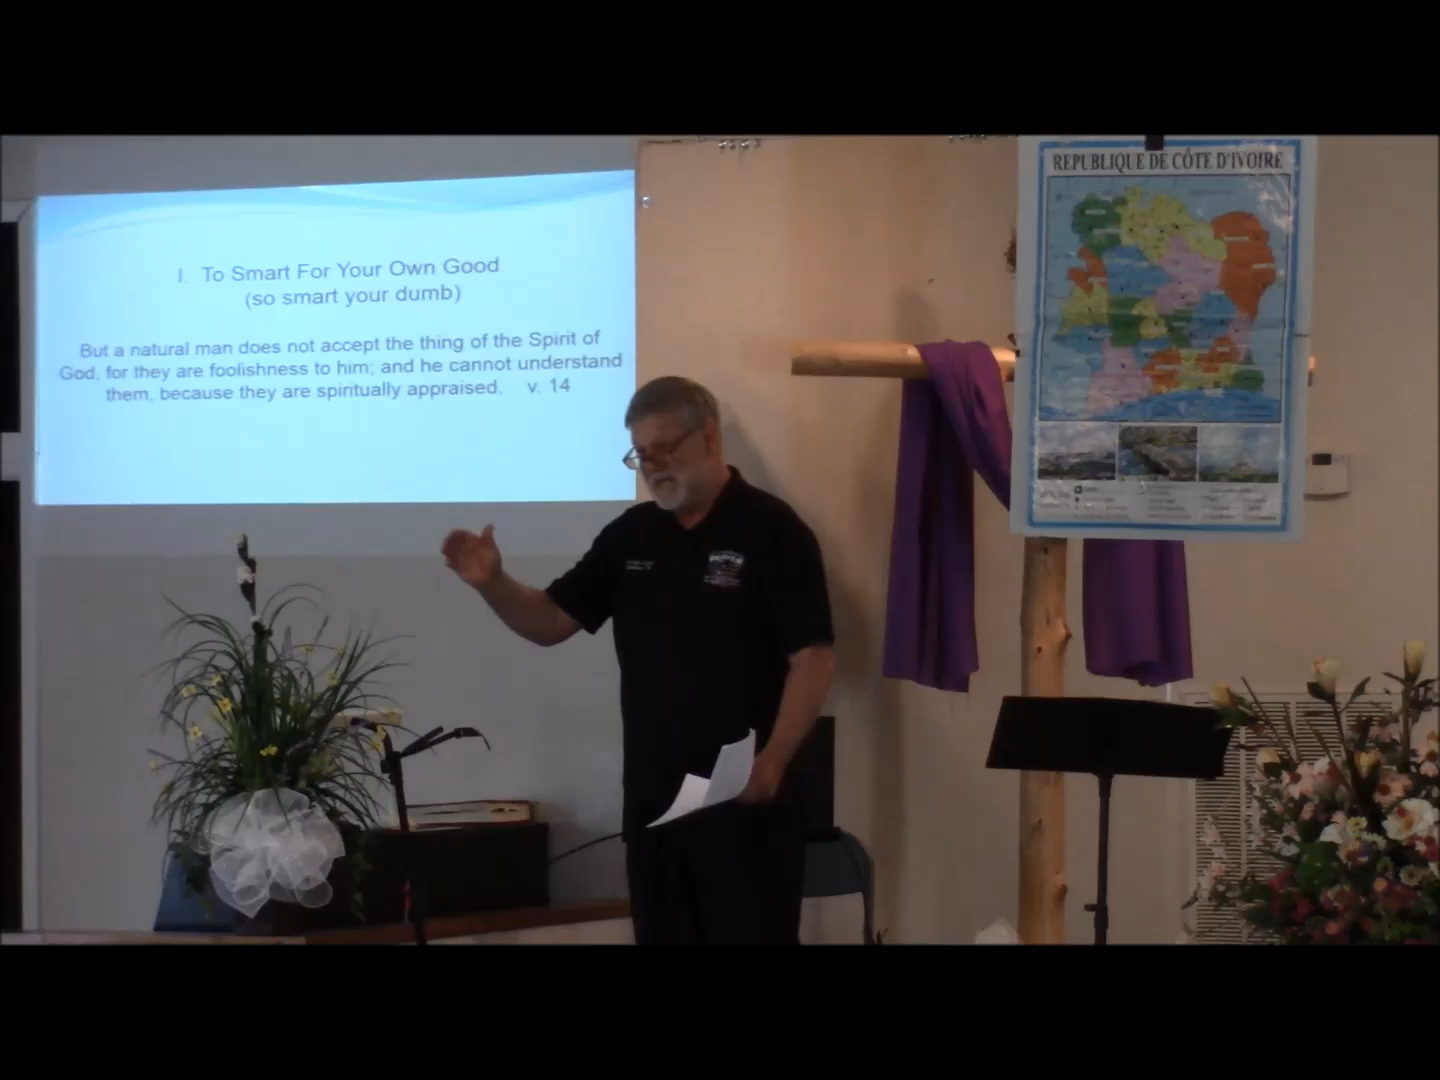 I. To Smart For Your Own Good
(so smart your dumb)
But a natural man does not accept the thing of the Spirit of
God, for they are foolishness to him; and he cannot understand
them, because they are spiritually appraised. v. 14
REPUBLIQUE DE CÔTE D'IVOIRE